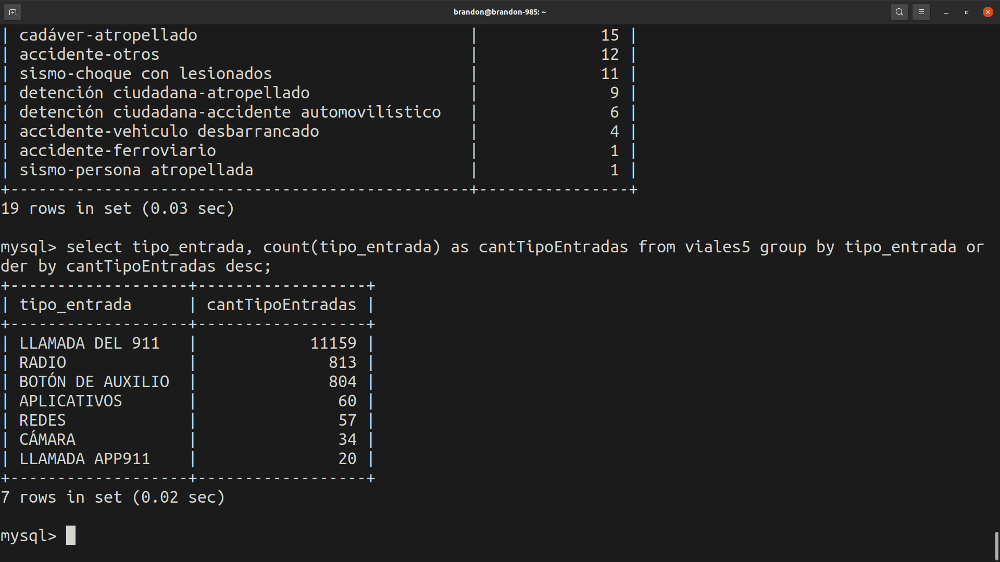 brandon@brandon-985: ~
| cadáver-atropellado                            |             15 |
| accidente-otros                                |             12 |
| sismo-choque con lesionados                    |             11 |
| detención ciudadana-atropellado                |              9 |
| detención ciudadana-accidente automovilístico  |              6 |
| accidente-vehiculo desbarrancado               |              4 |
| accidente-ferroviario                          |              1 |
| sismo-persona atropellada                      |              1 |
+-------------------------------------------------+----------------+
19 rows in set (0.03 sec)
mysql> select tipo_entrada, count(tipo_entrada) as cantTipoEntradas from viales5 group by tipo_entrada or
der by cantTipoEntradas desc;
+-------------------+------------------+
| tipo_entrada      | cantTipoEntradas |
+-------------------+------------------+
| LLAMADA DEL 911   |            11159 |
| RADIO             |              813 |
| BOTÓN DE AUXILIO  |              804 |
| APLICATIVOS       |               60 |
| REDES             |               57 |
| CÁMARA            |               34 |
| LLAMADA APP911    |               20 |
+-------------------+------------------+
7 rows in set (0.02 sec)
mysql>